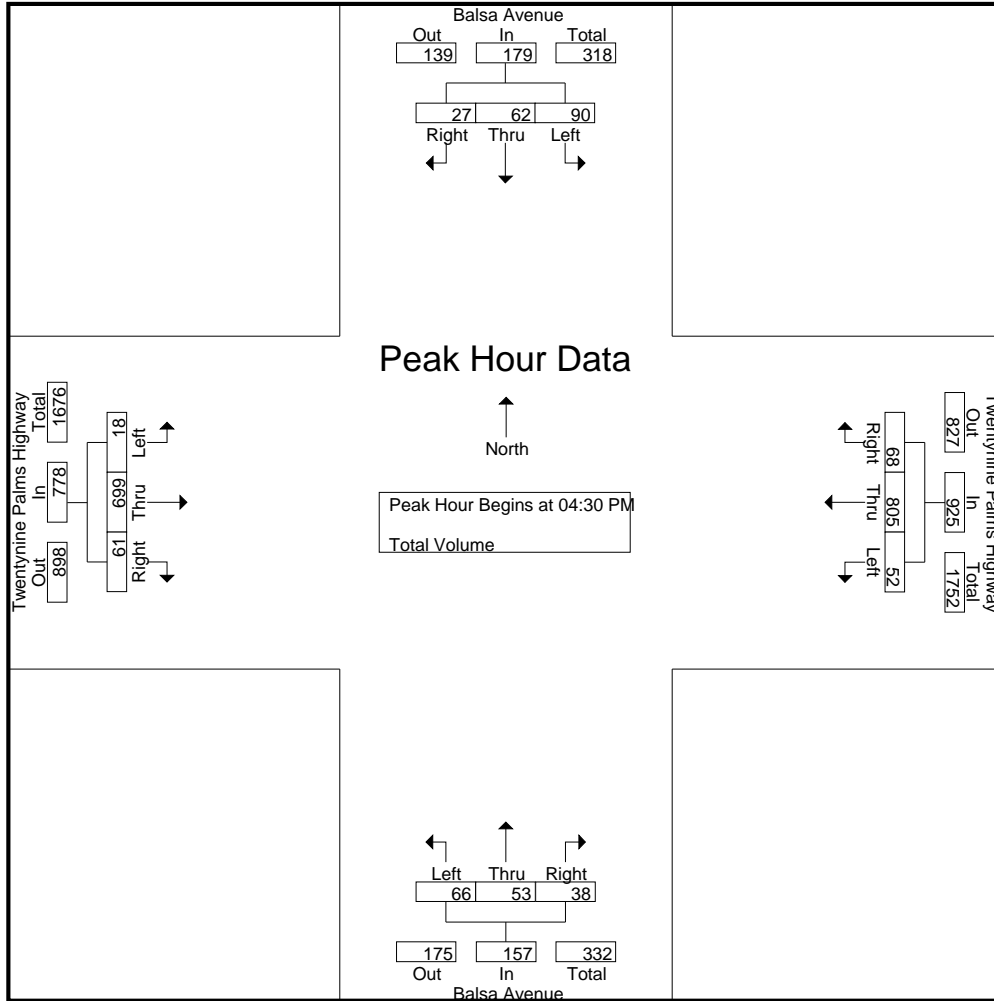 Balsa Avenue
Out In Total
139 179 318
27 62 90
Right Thru Left
Peak Hour Data
North
Peak Hour Begins at 04:30 PM
Total Volume
Twentynine Palms Highway
Out In Total
898 778 1676
18 699 61
Left Thru Right
Twentynine Palms Highway
Out In Total
827 925 1752
68 805 52
Right Thru Left
Left Thru Right
66 53 38
175 157 332
Out In Total
Balsa Avenue